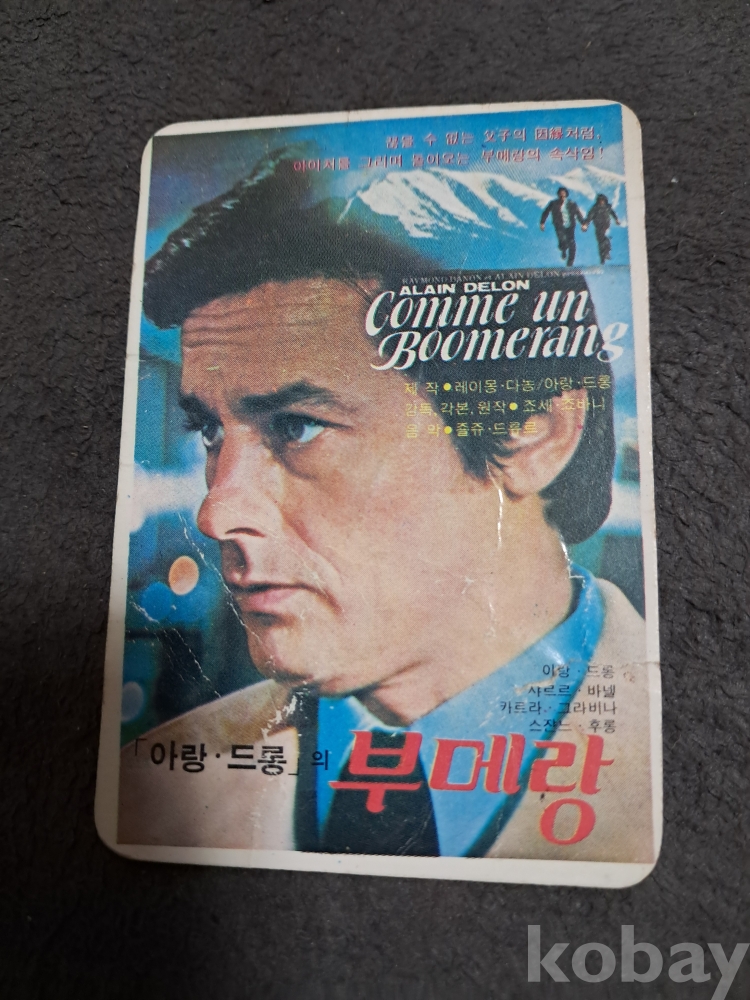 끊을 수 없는 父子의 因緣처럼,
아이처를 그리며 돌아오는 부메랑의 속삭임!
RAYMOND DANON et ALAIN DELON présentent
ALAIN DELON
Comme un
Boomerang
제 작 ● 레이몽·다농/아랑·드롱
감독, 각본, 원작 ● 죠세·죠바니
음 악 ● 죨쥬·드르르
아랑·드롱
샤르르·바넬
카르라·그라비나
스잔느·후롱
「아랑·드롱」의 부메랑
kobay